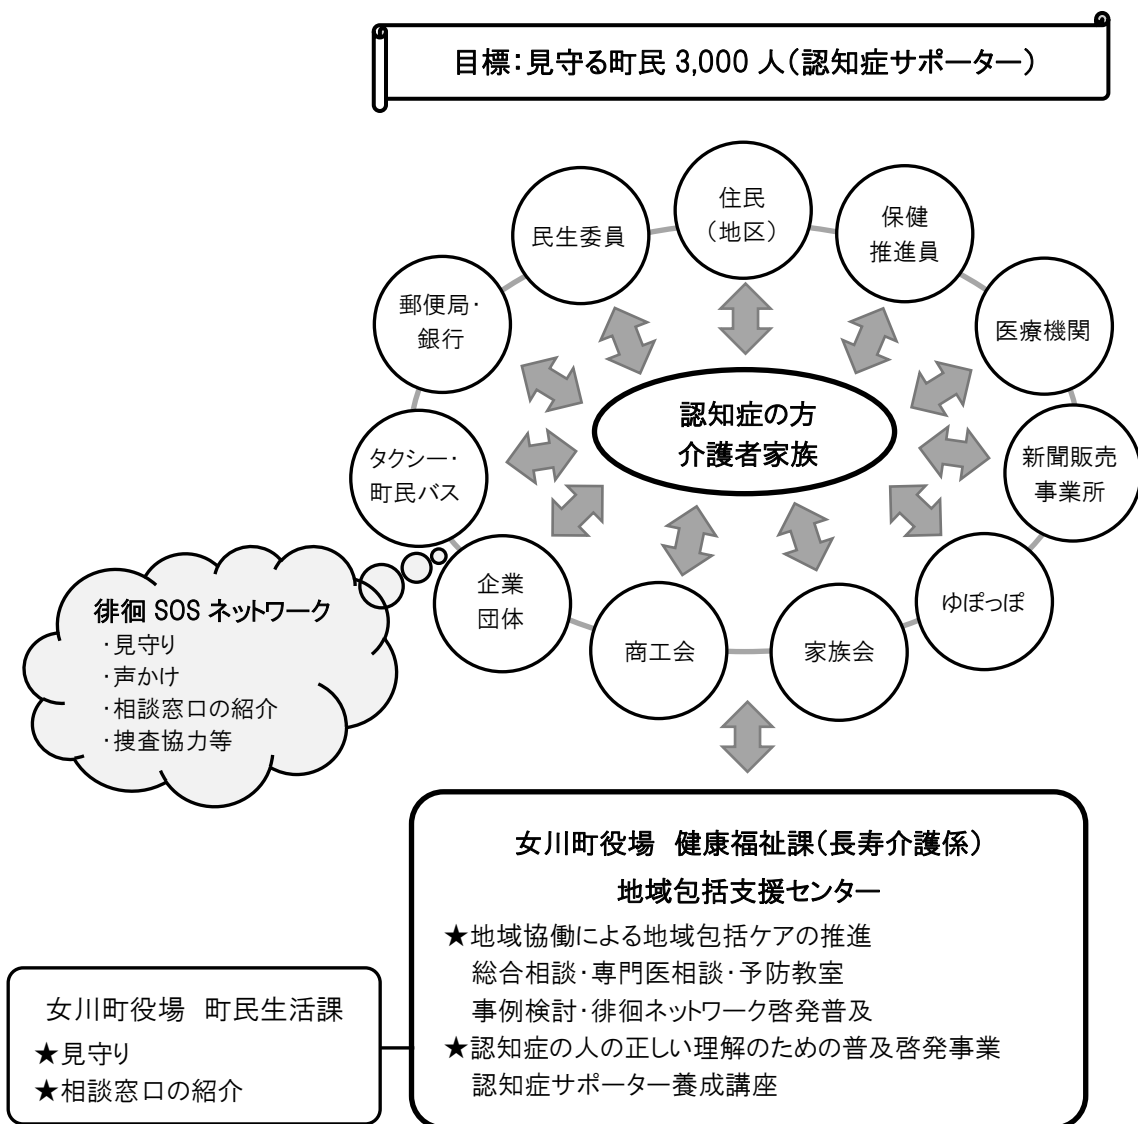 目標：見守る町民 3,000 人（認知症サポーター）
住民
（地区）
民生委員
保健
推進員
郵便局・
銀行
医療機関
認知症の方
介護者家族
タクシー・
町民バス
新聞販売
事業所
企業
団体
ゆぽっぽ
商工会
家族会
徘徊 SOS ネットワーク
・見守り
・声かけ
・相談窓口の紹介
・捜査協力等
女川町役場　健康福祉課（長寿介護係）
地域包括支援センター
★地域協働による地域包括ケアの推進
総合相談・専門医相談・予防教室
事例検討・徘徊ネットワーク啓発普及
★認知症の人の正しい理解のための普及啓発事業
認知症サポーター養成講座
女川町役場　町民生活課
★見守り
★相談窓口の紹介